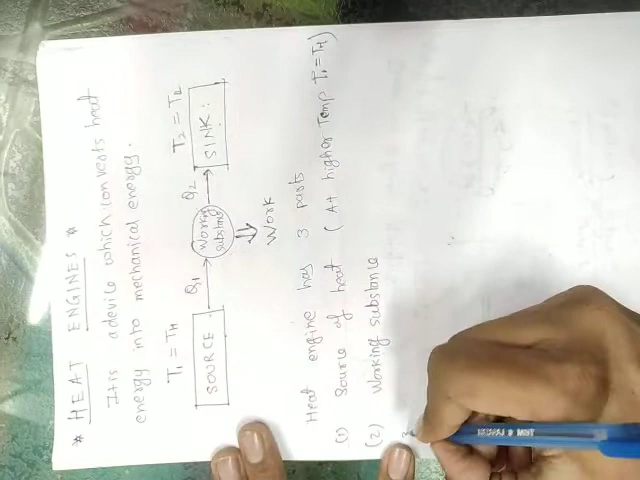 * HEAT ENGINES *
It is a device which converts heat
energy into mechanical energy.
T1 = TH
T2 = TL
SOURCE
Q1
Working
substance
Q2
SINK
Work
Heat engine has 3 parts
(1) Source of heat (At higher Temp T1 = TH)
(2) Working substance